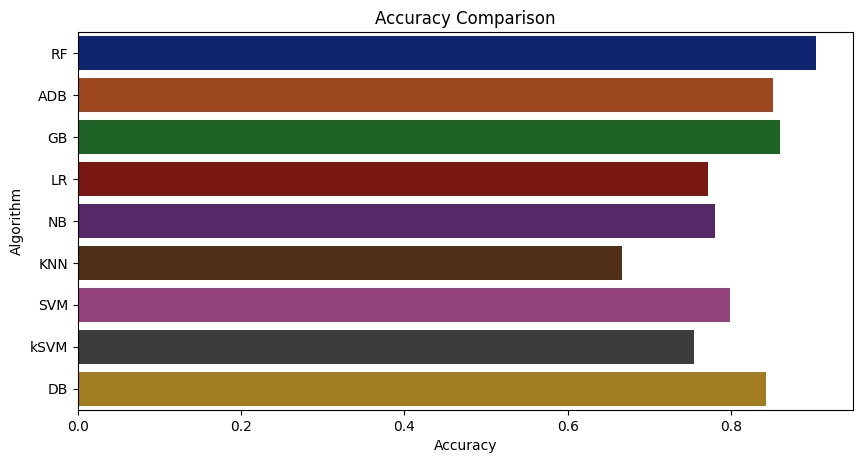 Accuracy Comparison
Algorithm
RF
ADB
GB
LR
NB
KNN
SVM
kSVM
DB
0.0 0.2 0.4 0.6 0.8
Accuracy